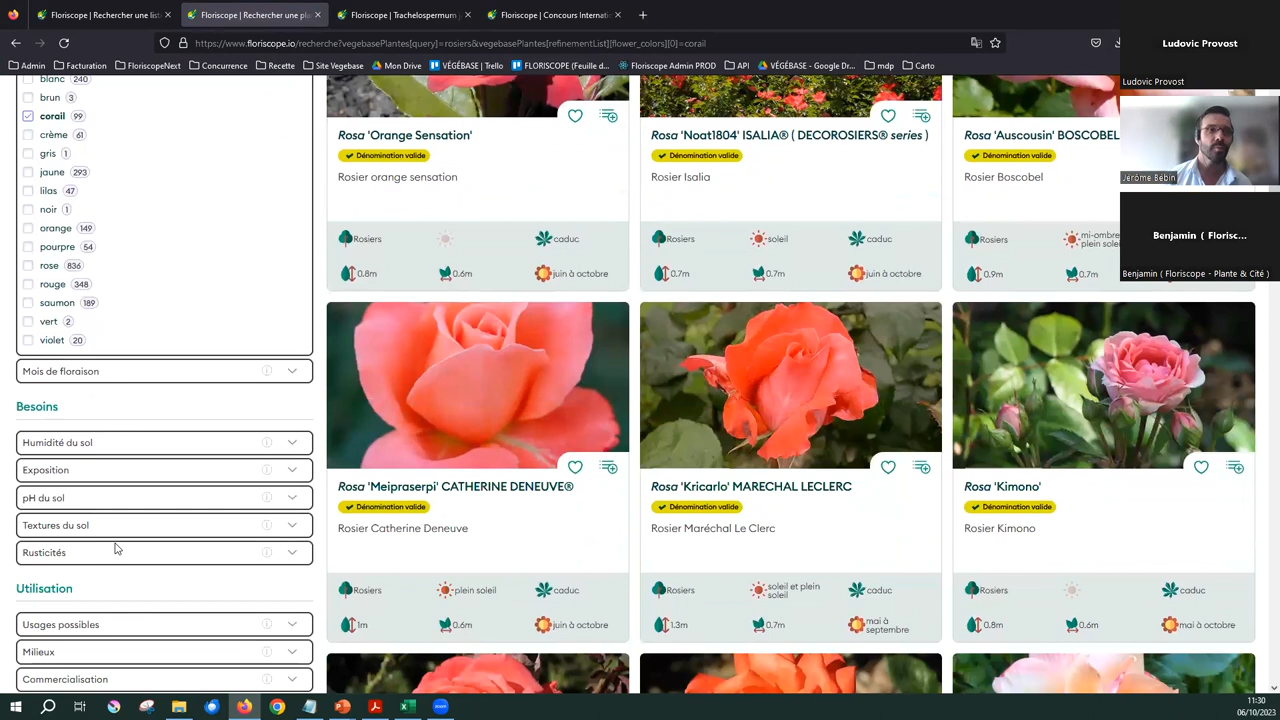 Floriscope | Rechercher une list
Floriscope | Rechercher une pla
Floriscope | Trachelospermum j
Floriscope | Concours Internati
https://www.floriscope.io/recherche?vegebasePlantes[query]=rosiers&vegebasePlantes[refinementList][flower_colors][0]=corail
Admin
Facturation
FloriscopeNext
Concurrence
Recette
Site Vegebase
Mon Drive
VÉGÉBASE | Trello
FLORISCOPE (Feuille d...
Floriscope Admin PROD
API
VÉGÉBASE - Google Dr...
mdp
Carto
Ludovic Provost
Ludovic Provost
Jérôme Bébin
Benjamin ( Florisc...
Benjamin ( Floriscope - Plante & Cité )
blanc 240
brun 3
corail 99
crème 61
gris 1
jaune 293
lilas 47
noir 1
orange 149
pourpre 54
rose 836
rouge 348
saumon 189
vert 2
violet 20
Mois de floraison
Besoins
Humidité du sol
Exposition
pH du sol
Textures du sol
Rusticités
Utilisation
Usages possibles
Milieux
Commercialisation
Rosa 'Orange Sensation'
Dénomination valide
Rosier orange sensation
Rosiers
caduc
0.8m
0.6m
juin à octobre
Rosa 'Noat1804' ISALIA® ( DECOROSIERS® series )
Dénomination valide
Rosier Isalia
Rosiers
soleil
caduc
0.7m
0.7m
juin à octobre
Rosa 'Auscousin' BOSCOBEL
Dénomination valide
Rosier Boscobel
Rosiers
mi-ombre
plein solei
0.9m
0.7m
Rosa 'Meipraserpi' CATHERINE DENEUVE®
Dénomination valide
Rosier Catherine Deneuve
Rosiers
plein soleil
caduc
1m
0.6m
juin à octobre
Rosa 'Kricarlo' MARECHAL LECLERC
Dénomination valide
Rosier Maréchal Le Clerc
Rosiers
soleil et plein
soleil
caduc
1.3m
0.7m
mai à
septembre
Rosa 'Kimono'
Dénomination valide
Rosier Kimono
Rosiers
caduc
0.8m
0.6m
mai à octobre
11:30
06/10/2023